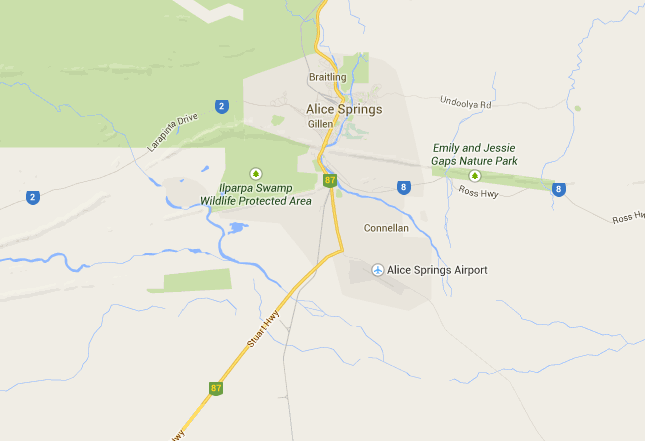 Braitling
2
Alice Springs
Undoolya Rd
Larapinta Drive
Gillen
Emily and Jessie
Gaps Nature Park
87
8
8
Ilparpa Swamp
Wildlife Protected Area
Ross Hwy
2
Ross Hw
Connellan
Alice Springs Airport
Stuart Hwy
87
Hwy